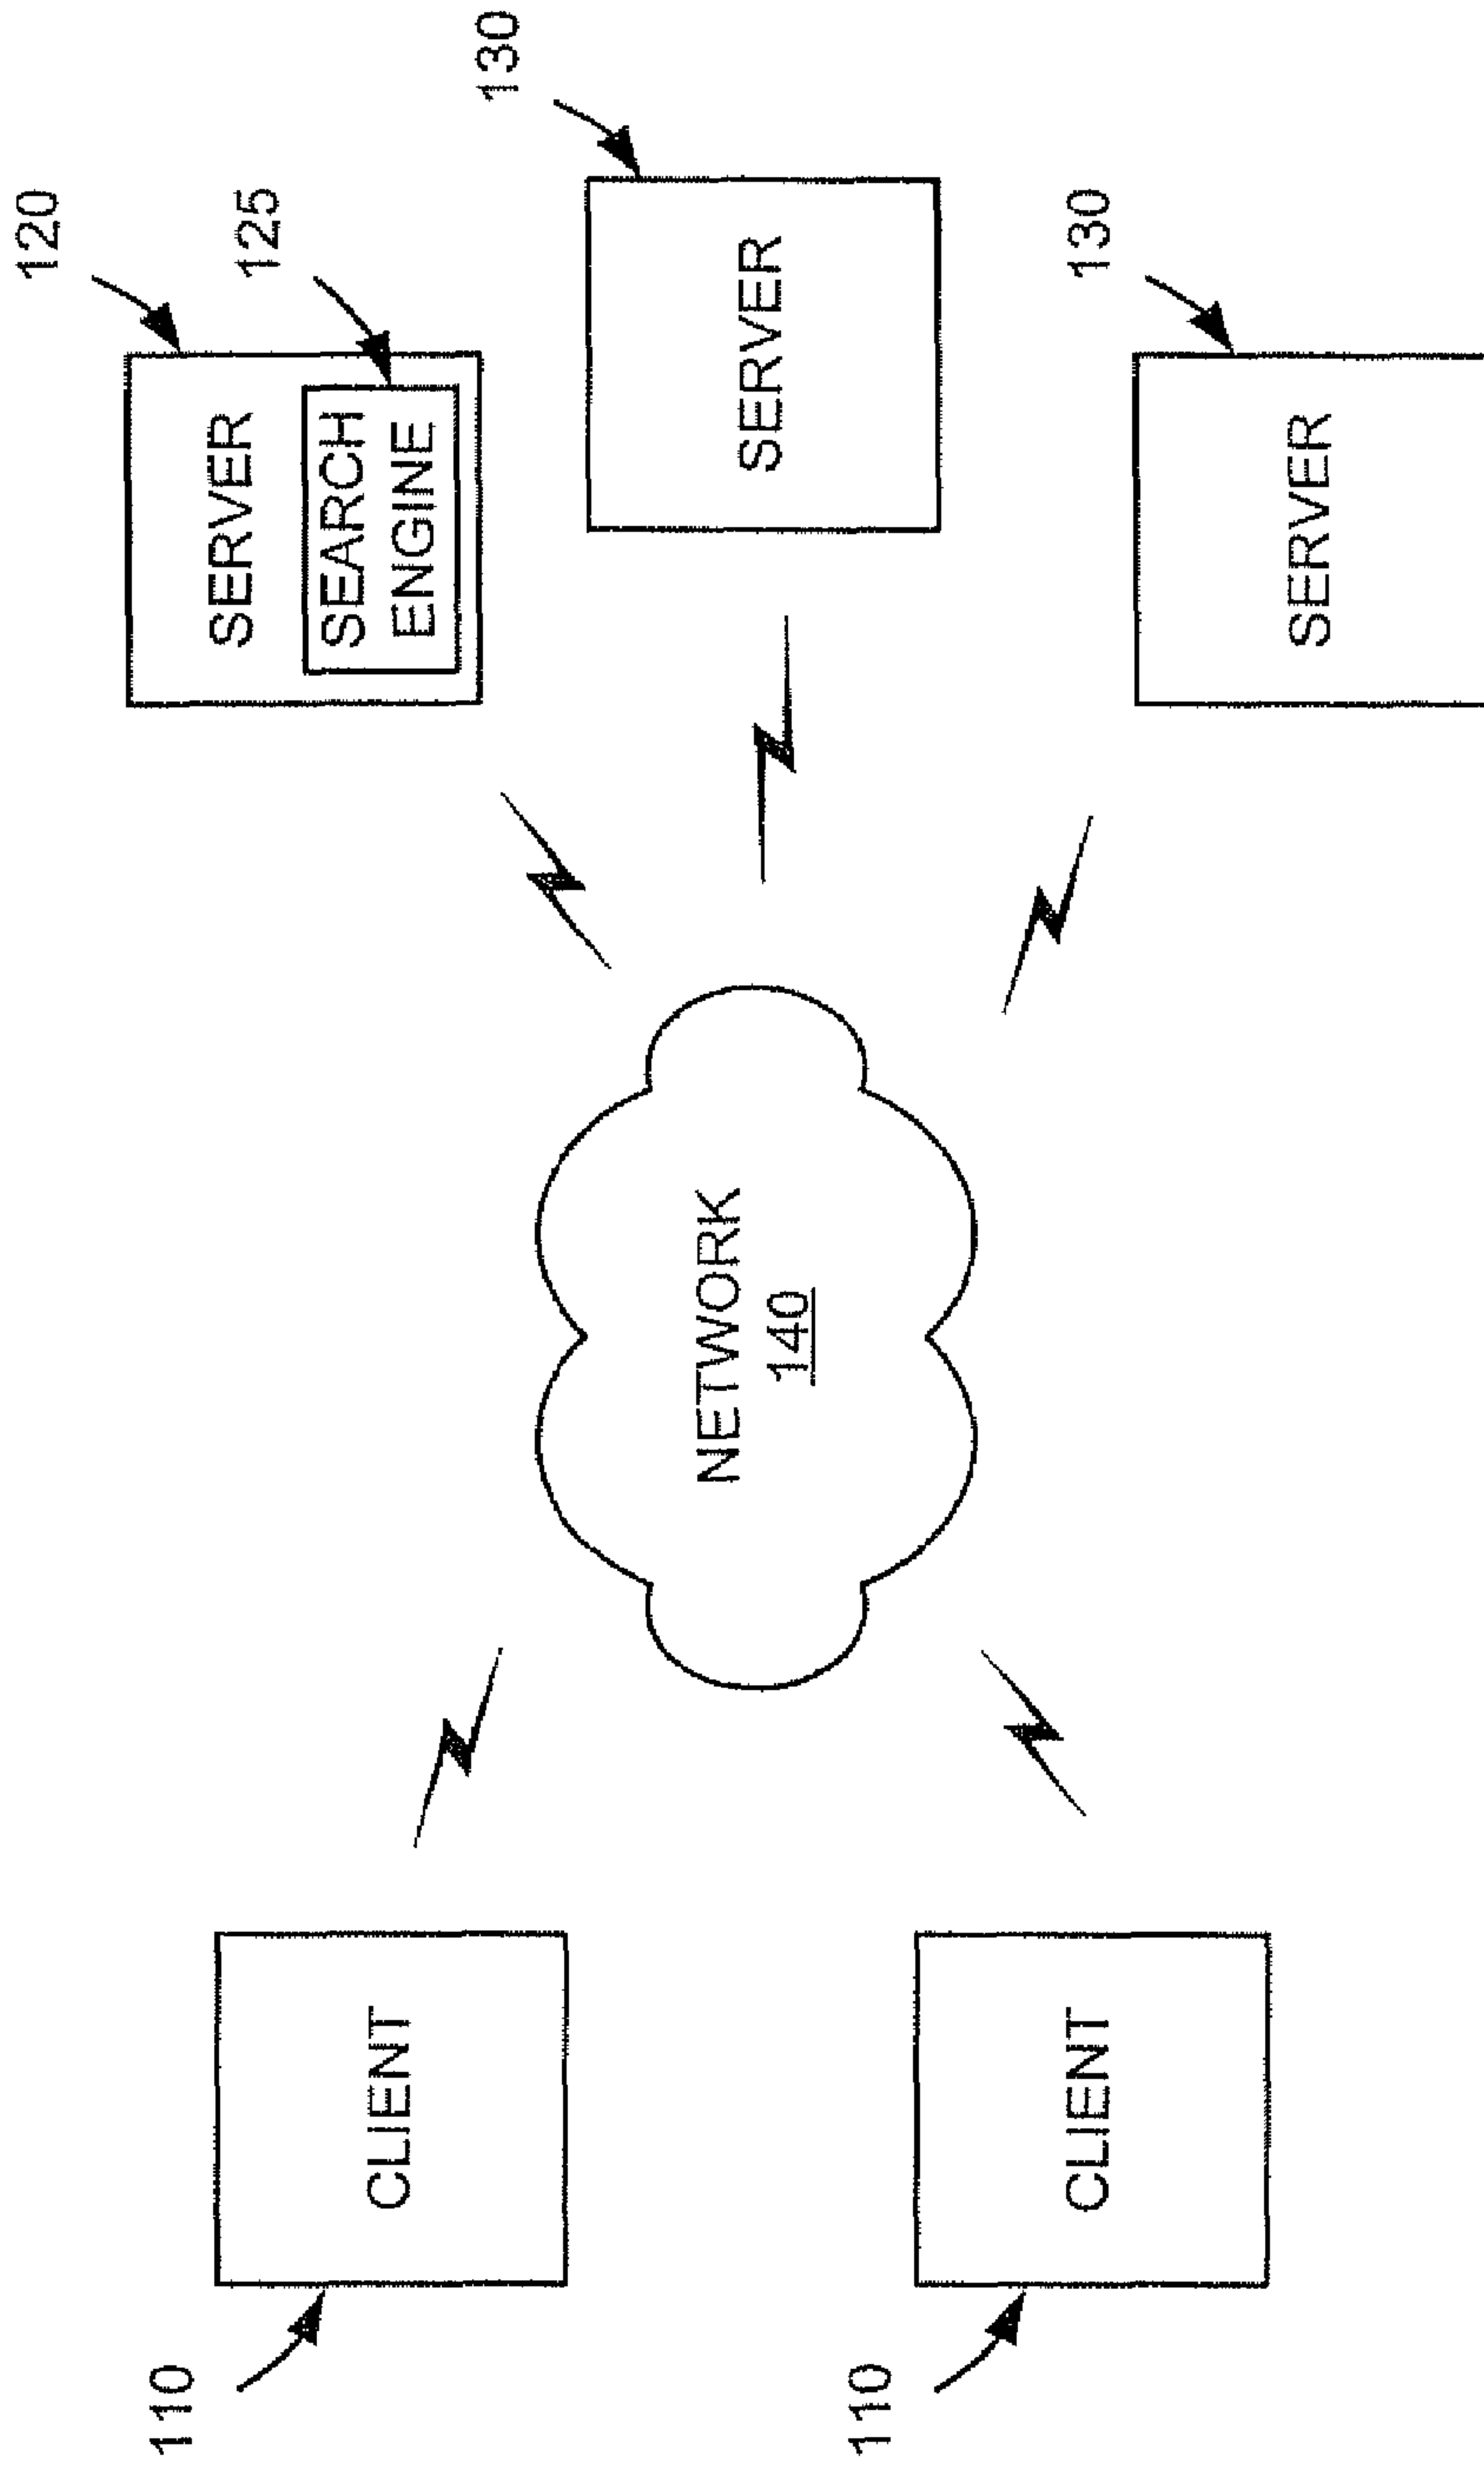 120
SERVER
125
SEARCH
ENGINE
110
CLIENT
130
SERVER
NETWORK
140
110
CLIENT
130
SERVER